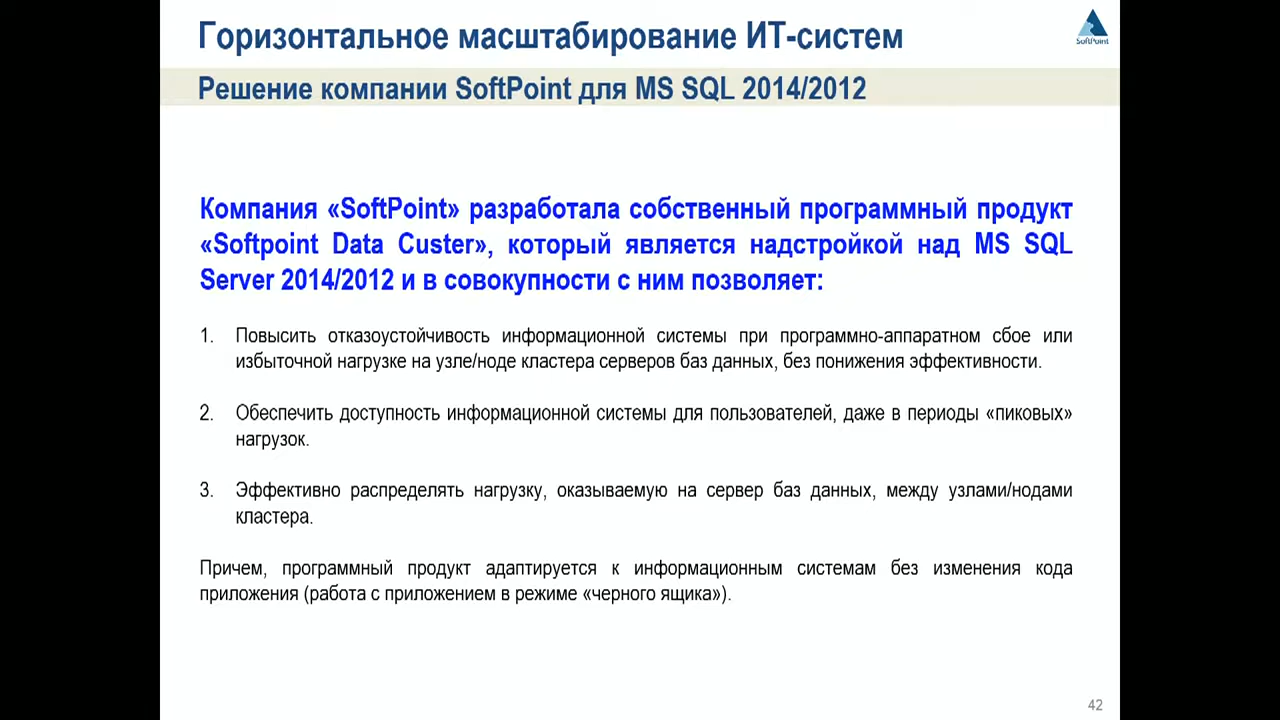 Горизонтальное масштабирование ИТ-систем
SoftPoint
Решение компании SoftPoint для MS SQL 2014/2012
Компания «SoftPoint» разработала собственный программный продукт
«Softpoint Data Custer», который является надстройкой над MS SQL
Server 2014/2012 и в совокупности с ним позволяет:
1. Повысить отказоустойчивость информационной системы при программно-аппаратном сбое или
избыточной нагрузке на узле/ноде кластера серверов баз данных, без понижения эффективности.
2. Обеспечить доступность информационной системы для пользователей, даже в периоды «пиковых»
нагрузок.
3. Эффективно распределять нагрузку, оказываемую на сервер баз данных, между узлами/нодами
кластера.
Причем, программный продукт адаптируется к информационным системам без изменения кода
приложения (работа с приложением в режиме «черного ящика»).
42